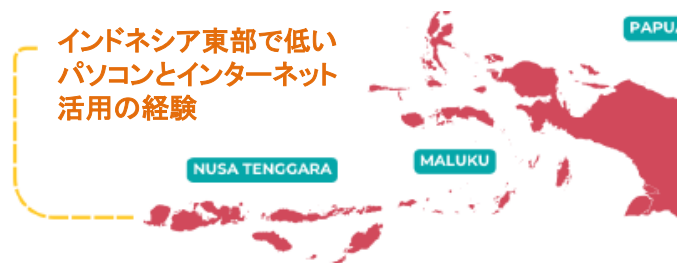 インドネシア東部で低い
パソコンとインターネット
活用の経験
PAPUA
MALUKU
NUSA TENGGARA